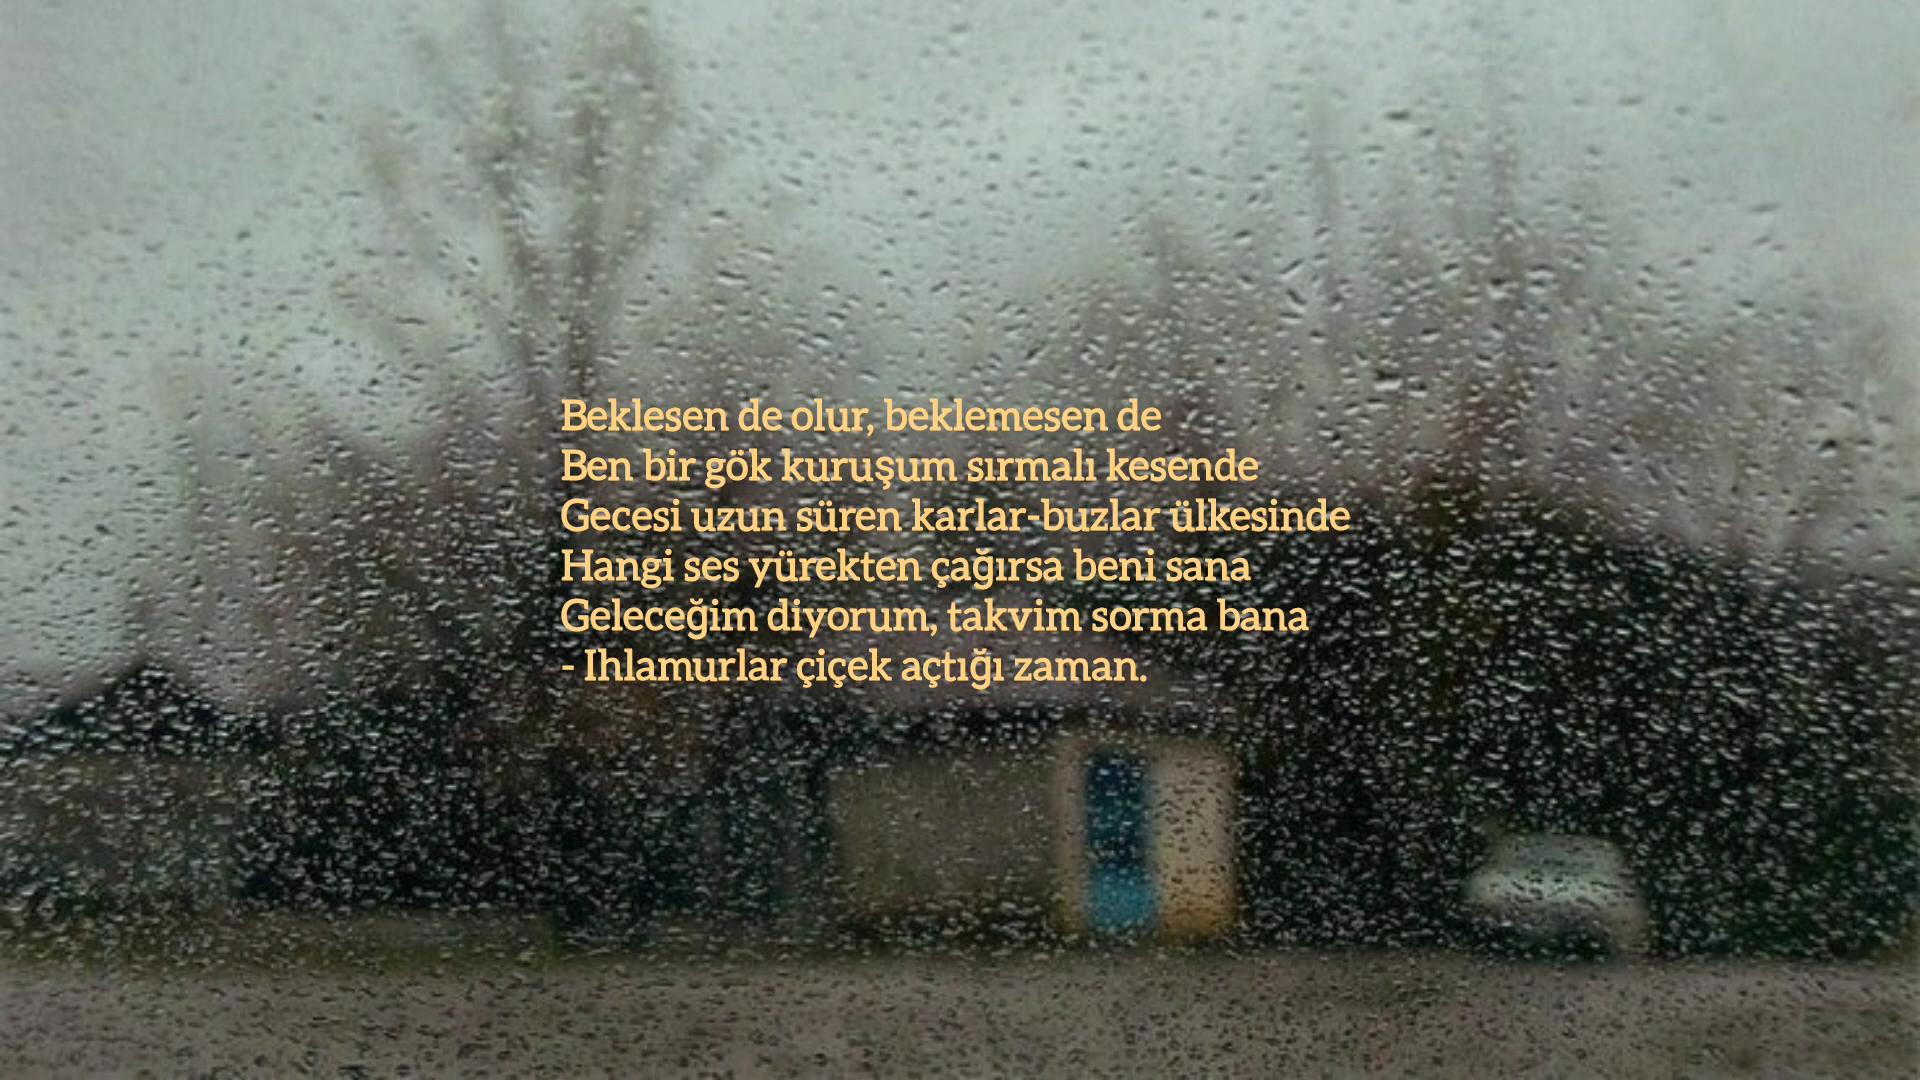 Beklesen de olur, beklemesen de
Ben bir gök kuruşum sırmalı kesende
Gecesi uzun süren karlar-buzlar ülkesinde
Hangi ses yürekten çağırsa beni sana
Geleceğim diyorum, takvim sorma bana
- Ihlamurlar çiçek açtığı zaman.